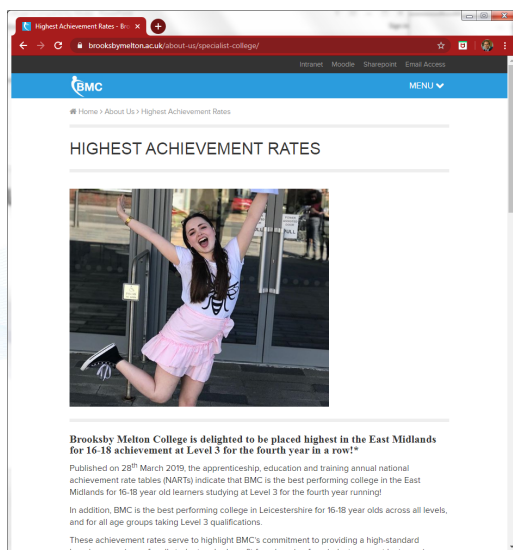 Highest Achievement Rates - Bro
Sign in
brooksbymelton.ac.uk/about-us/specialist-college/
Intranet Moodle Sharepoint Email Access
BMC
MENU
Home > About Us > Highest Achievement Rates
HIGHEST ACHIEVEMENT RATES
PULL
Brooksby Melton College is delighted to be placed highest in the East Midlands
for 16-18 achievement at Level 3 for the fourth year in a row!*
Published on 28th March 2019, the apprenticeship, education and training annual national
achievement rate tables (NARTs) indicate that BMC is the best performing college in the East
Midlands for 16-18 year old learners studying at Level 3 for the fourth year running!
In addition, BMC is the best performing college in Leicestershire for 16-18 year olds across all levels,
and for all age groups taking Level 3 qualifications.
These achievement rates serve to highlight BMC's commitment to providing a high-standard